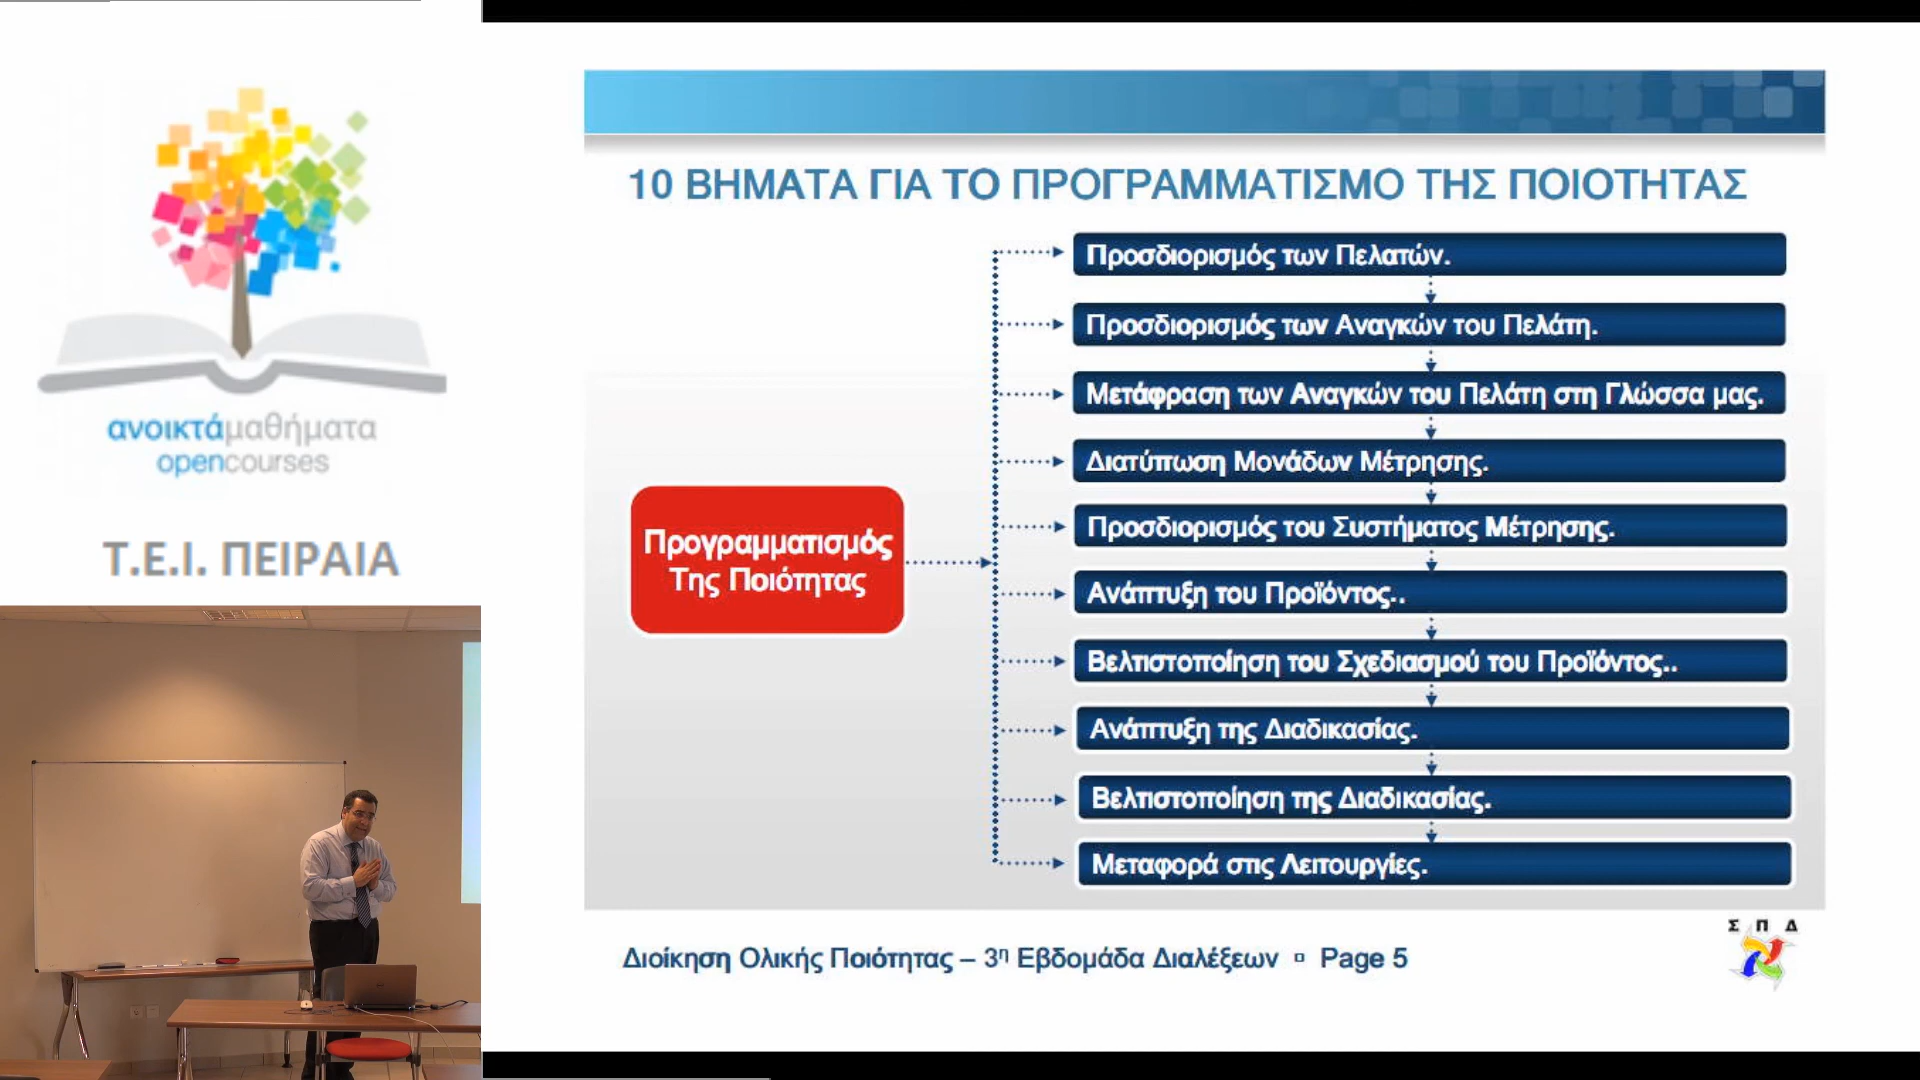 ανοικτάμαθήματα
opencourses
Τ.Ε.Ι. ΠΕΙΡΑΙΑ
10 ΒΗΜΑΤΑ ΓΙΑ ΤΟ ΠΡΟΓΡΑΜΜΑΤΙΣΜΟ ΤΗΣ ΠΟΙΟΤΗΤΑΣ
Προγραμματισμός
Της Ποιότητας
Προσδιορισμός των Πελατών.
Προσδιορισμός των Αναγκών του Πελάτη.
Μετάφραση των Αναγκών του Πελάτη στη Γλώσσα μας.
Διατύπωση Μονάδων Μέτρησης.
Προσδιορισμός του Συστήματος Μέτρησης.
Ανάπτυξη του Προϊόντος..
Βελτιστοποίηση του Σχεδιασμού του Προϊόντος..
Ανάπτυξη της Διαδικασίας.
Βελτιστοποίηση της Διαδικασίας.
Μεταφορά στις Λειτουργίες.
Σ Π Δ
Διοίκηση Ολικής Ποιότητας – 3η Εβδομάδα Διαλέξεων ▫ Page 5